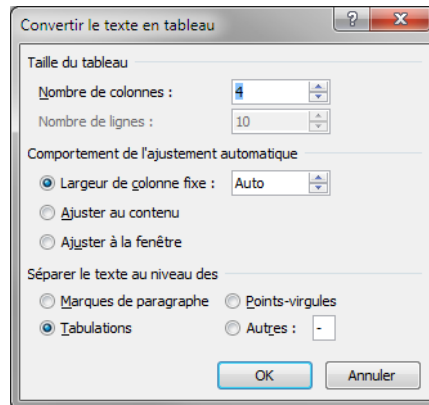 Convertir le texte en tableau
Taille du tableau
Nombre de colonnes : 4
Nombre de lignes : 10
Comportement de l'ajustement automatique
Largeur de colonne fixe : Auto
Ajuster au contenu
Ajuster à la fenêtre
Séparer le texte au niveau des
Marques de paragraphe Points-virgules
Tabulations Autres : -
OK Annuler